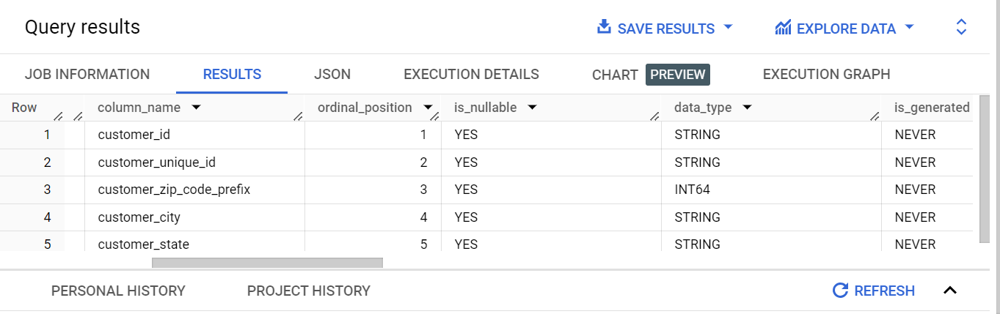 Query results
SAVE RESULTS
EXPLORE DATA
JOB INFORMATION RESULTS JSON EXECUTION DETAILS CHART PREVIEW EXECUTION GRAPH
Row column_name ordinal_position is_nullable data_type is_generated
1 customer_id 1 YES STRING NEVER
2 customer_unique_id 2 YES STRING NEVER
3 customer_zip_code_prefix 3 YES INT64 NEVER
4 customer_city 4 YES STRING NEVER
5 customer_state 5 YES STRING NEVER
PERSONAL HISTORY PROJECT HISTORY REFRESH